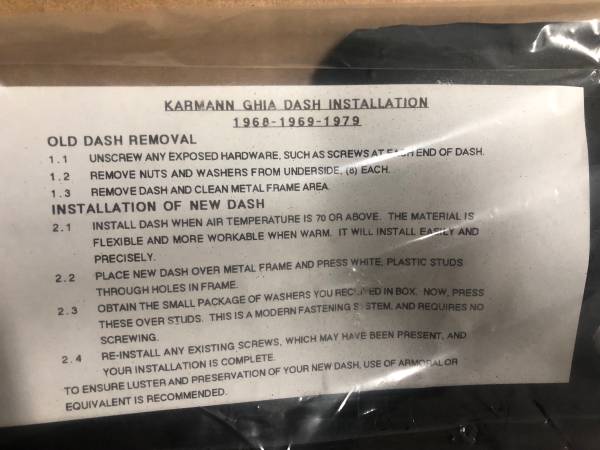 KARMANN GHIA DASH INSTALLATION
1968-1969-1979
OLD DASH REMOVAL
1.1 UNSCREW ANY EXPOSED HARDWARE, SUCH AS SCREWS AT EACH END OF DASH.
1.2 REMOVE NUTS AND WASHERS FROM UNDERSIDE, (8) EACH.
1.3 REMOVE DASH AND CLEAN METAL FRAME AREA
INSTALLATION OF NEW DASH
2.1 INSTALL DASH WHEN AIR TEMPERATURE IS 70 OR ABOVE. THE MATERIAL IS
FLEXIBLE AND MORE WORKABLE WHEN WARM. IT WILL INSTALL EASILY AND
PRECISELY.
2.2 PLACE NEW DASH OVER METAL FRAME AND PRESS WHITE, PLASTIC STUDS
THROUGH HOLES IN FRAME.
2.3 OBTAIN THE SMALL PACKAGE OF WASHERS YOU RECEIVED IN BOX. NOW, PRESS
THESE OVER STUDS. THIS IS A MODERN FASTENING SYSTEM, AND REQUIRES NO
SCREWING.
2.4 RE-INSTALL ANY EXISTING SCREWS, WHICH MAY HAVE BEEN PRESENT, AND
YOUR INSTALLATION IS COMPLETE.
TO ENSURE LUSTER AND PRESERVATION OF YOUR NEW DASH, USE OF ARMORAL OR
EQUIVALENT IS RECOMMENDED.